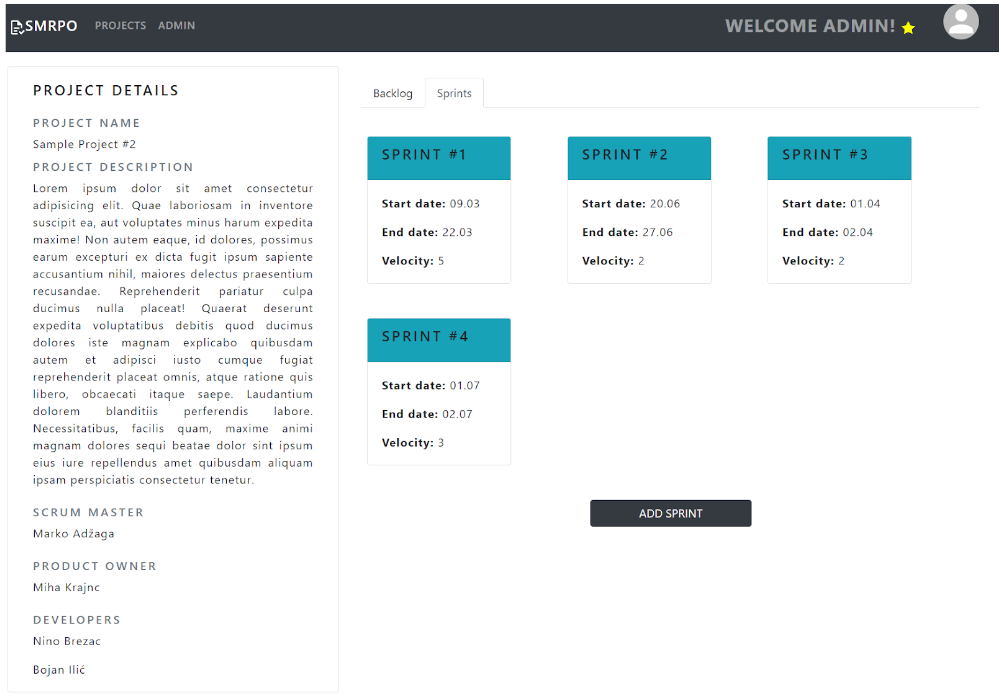 SMRPO PROJECTS ADMIN WELCOME ADMIN!
PROJECT DETAILS
PROJECT NAME
Sample Project #2
PROJECT DESCRIPTION
Lorem ipsum dolor sit amet consectetur
adipisicing elit. Quae laboriosam in inventore
suscipit ea, aut voluptates minus harum expedita
maxime! Non autem eaque, id dolores, possimus
earum excepturi ex dicta fugit ipsum sapiente
accusantium nihil, maiores delectus praesentium
recusandae. Reprehenderit pariatur culpa
ducimus nulla placeat! Quaerat deserunt
expedita voluptatibus debitis quod ducimus
dolores iste magnam explicabo quibusdam
autem et adipisci iusto cumque fugiat
reprehenderit placeat omnis, atque ratione quis
libero, obcaecati itaque saepe. Laudantium
dolorem blanditiis perferendis labore.
Necessitatibus, facilis quam, maxime animi
magnam dolores sequi beatae dolor sint ipsum
eius iure repellendus amet quibusdam aliquam
ipsam perspiciatis consectetur tenetur.
SCRUM MASTER
Marko Adžaga
PRODUCT OWNER
Miha Krajnc
DEVELOPERS
Nino Brezac
Bojan Ilić
Backlog Sprints
SPRINT #1
Start date: 09.03
End date: 22.03
Velocity: 5
SPRINT #2
Start date: 20.06
End date: 27.06
Velocity: 2
SPRINT #3
Start date: 01.04
End date: 02.04
Velocity: 2
SPRINT #4
Start date: 01.07
End date: 02.07
Velocity: 3
ADD SPRINT